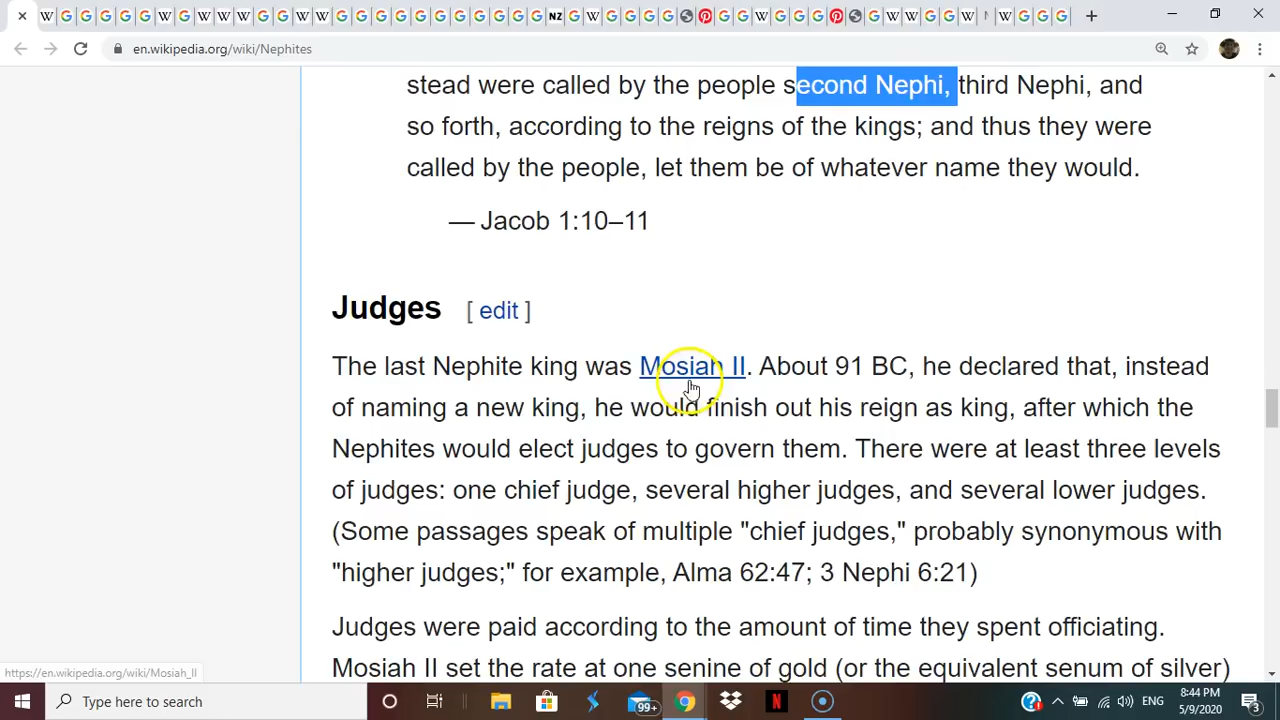 en.wikipedia.org/wiki/Nephites
stead were called by the people second Nephi, third Nephi, and
so forth, according to the reigns of the kings; and thus they were
called by the people, let them be of whatever name they would.
— Jacob 1:10–11
Judges [ edit ]
The last Nephite king was Mosiah II. About 91 BC, he declared that, instead
of naming a new king, he would finish out his reign as king, after which the
Nephites would elect judges to govern them. There were at least three levels
of judges: one chief judge, several higher judges, and several lower judges.
(Some passages speak of multiple "chief judges," probably synonymous with
"higher judges;" for example, Alma 62:47; 3 Nephi 6:21)
Judges were paid according to the amount of time they spent officiating.
Mosiah II set the rate at one senine of gold (or the equivalent senum of silver)
https://en.wikipedia.org/wiki/Mosiah_II
Type here to search
99+
ENG
8:44 PM
5/9/2020
3